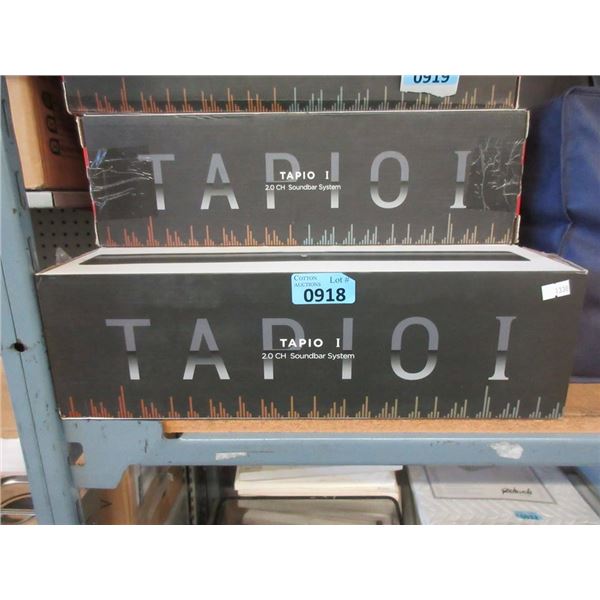 0919
TAPIO I
TAPIO I
2.0 CH Soundbar System
COTTON AUCTIONS Lot #
0918
TAPIO I
TAPIO I
2.0 CH Soundbar System